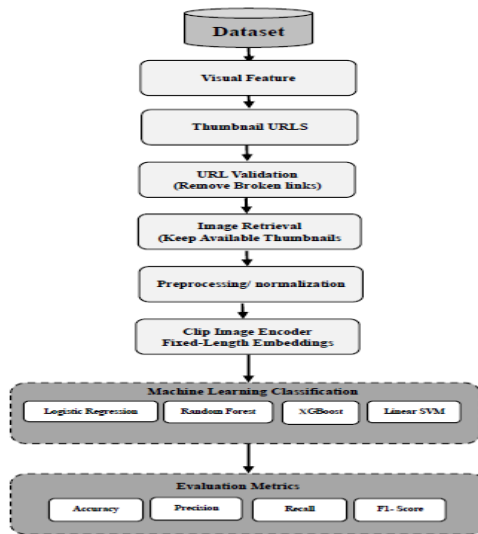 Dataset
Visual Feature
Thumbnail URLS
URL Validation
(Remove Broken links)
Image Retrieval
(Keep Available Thumbnails
Preprocessing/ normalization
Clip Image Encoder
Fixed-Length Embeddings
Machine Learning Classification
Logistic Regression
Random Forest
XGBoost
Linear SVM
Evaluation Metrics
Accuracy
Precision
Recall
F1- Score